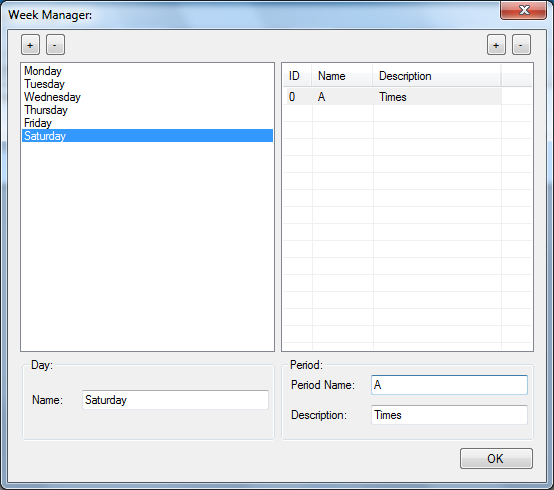 Week Manager:
+ - + -
Monday
Tuesday
Wednesday
Thursday
Friday
Saturday
ID Name Description
0 A Times
Day:
Name: Saturday
Period:
Period Name: A
Description: Times
OK